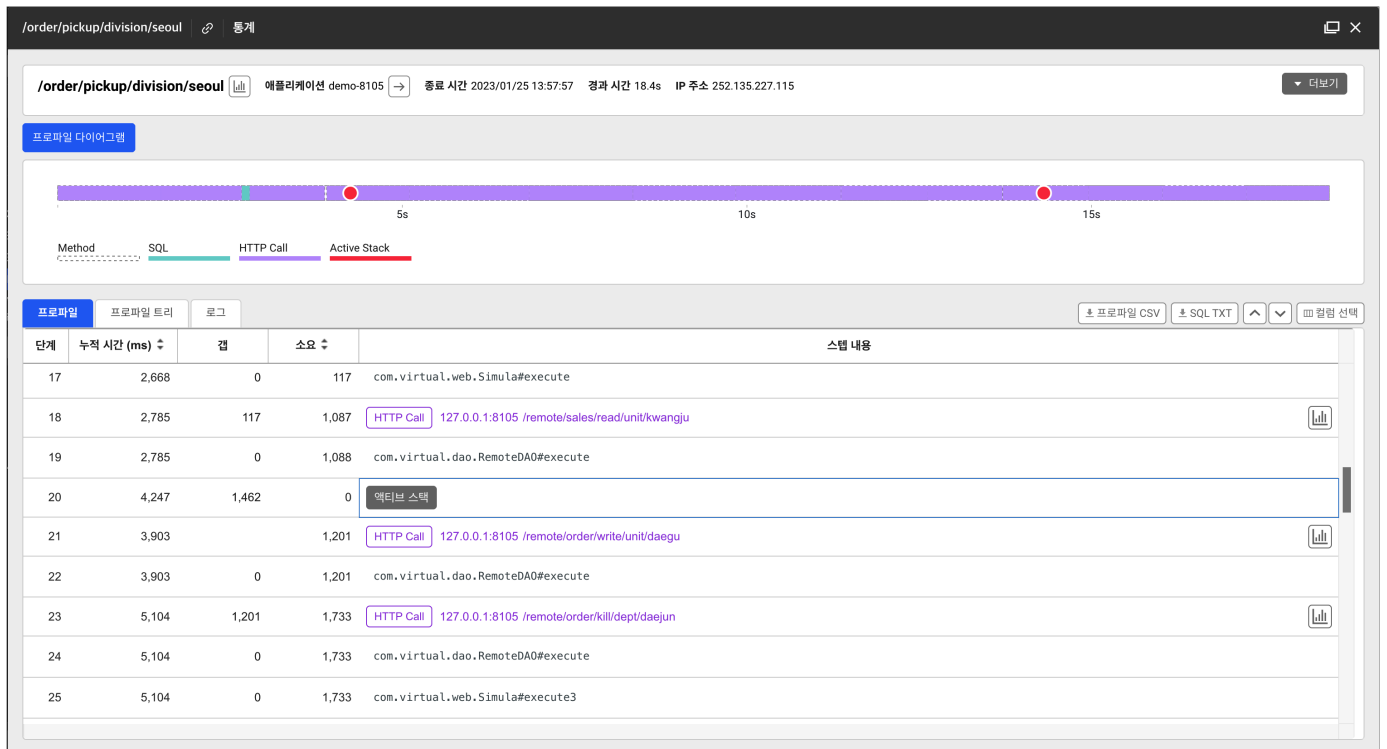 /order/pickup/division/seoul 통계
/order/pickup/division/seoul 애플리케이션 demo-8105 종료 시간 2023/01/25 13:57:57 경과 시간 18.4s IP 주소 252.135.227.115 더보기
프로파일 다이어그램
5s 10s 15s
Method SQL HTTP Call Active Stack
프로파일 프로파일 트리 로그 프로파일 CSV SQL TXT 컬럼 선택
단계 누적 시간 (ms) 갭 소요 스텝 내용
17 2,668 0 117 com.virtual.web.Simula#execute
18 2,785 117 1,087 HTTP Call 127.0.0.1:8105 /remote/sales/read/unit/kwangju
19 2,785 0 1,088 com.virtual.dao.RemoteDAO#execute
20 4,247 1,462 0 액티브 스택
21 3,903 1,201 HTTP Call 127.0.0.1:8105 /remote/order/write/unit/daegu
22 3,903 0 1,201 com.virtual.dao.RemoteDAO#execute
23 5,104 1,201 1,733 HTTP Call 127.0.0.1:8105 /remote/order/kill/dept/daejun
24 5,104 0 1,733 com.virtual.dao.RemoteDAO#execute
25 5,104 0 1,733 com.virtual.web.Simula#execute3